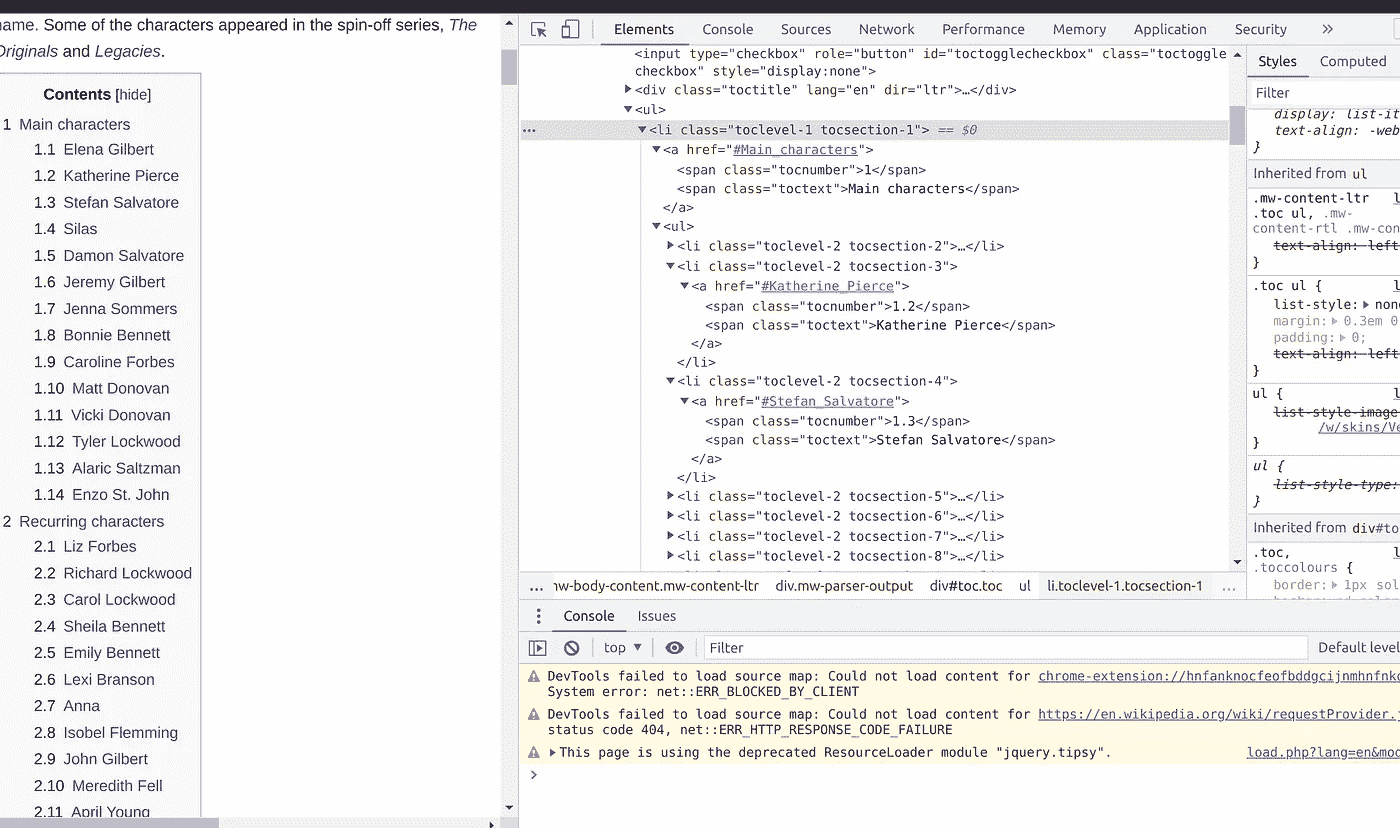 name. Some of the characters appeared in the spin-off series, The
Originals and Legacies.
Contents [hide]
1 Main characters
1.1 Elena Gilbert
1.2 Katherine Pierce
1.3 Stefan Salvatore
1.4 Silas
1.5 Damon Salvatore
1.6 Jeremy Gilbert
1.7 Jenna Sommers
1.8 Bonnie Bennett
1.9 Caroline Forbes
1.10 Matt Donovan
1.11 Vicki Donovan
1.12 Tyler Lockwood
1.13 Alaric Saltzman
1.14 Enzo St. John
2 Recurring characters
2.1 Liz Forbes
2.2 Richard Lockwood
2.3 Carol Lockwood
2.4 Sheila Bennett
2.5 Emily Bennett
2.6 Lexi Branson
2.7 Anna
2.8 Isobel Flemming
2.9 John Gilbert
2.10 Meredith Fell
2.11 April Young
Elements Console Sources Network Performance Memory Application Security »
<input type="checkbox" role="button" id="toctogglecheckbox" class="toctoggle
checkbox" style="display:none">
<div class="toctitle" lang="en" dir="ltr">…</div>
<ul>
… <li class="toclevel-1 tocsection-1"> == $0
<a href="#Main_characters">
<span class="tocnumber">1</span>
<span class="toctext">Main characters</span>
</a>
<ul>
<li class="toclevel-2 tocsection-2">…</li>
<li class="toclevel-2 tocsection-3">
<a href="#Katherine_Pierce">
<span class="tocnumber">1.2</span>
<span class="toctext">Katherine Pierce</span>
</a>
</li>
<li class="toclevel-2 tocsection-4">
<a href="#Stefan_Salvatore">
<span class="tocnumber">1.3</span>
<span class="toctext">Stefan Salvatore</span>
</a>
</li>
<li class="toclevel-2 tocsection-5">…</li>
<li class="toclevel-2 tocsection-6">…</li>
<li class="toclevel-2 tocsection-7">…</li>
<li class="toclevel-2 tocsection-8">…</li>
… w-body-content.mw-content-ltr div.mw-parser-output div#toc.toc ul li.toclevel-1.tocsection-1 …
Styles Computed
Filter
display: list-it
text-align: -web
}
Inherited from ul
.mw-content-ltr
.toc ul, .mw-
content-rtl .mw-con
text-align: left
}
.toc ul {
list-style: non
margin: 0.3em 0
padding: 0;
text-align: left
}
ul {
list-style-image
/w/skins/Ve
}
ul {
list-style-type:
}
Inherited from div#to
.toc,
.toccolours {
border: 1px sol
Console Issues
top ▼ Filter Default level
DevTools failed to load source map: Could not load content for chrome-extension://hnfanknocfeofbddgcijnmhnfnk
System error: net::ERR_BLOCKED_BY_CLIENT
DevTools failed to load source map: Could not load content for https://en.wikipedia.org/wiki/requestProvider.j
status code 404, net::ERR_HTTP_RESPONSE_CODE_FAILURE
This page is using the deprecated ResourceLoader module "jquery.tipsy". load.php?lang=en&mo
>